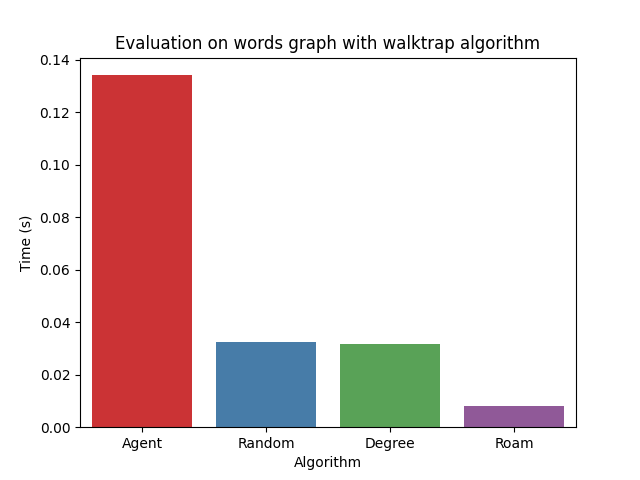 Evaluation on words graph with walktrap algorithm
0.14
0.12
0.10
0.08
0.06
0.04
0.02
0.00
Time (s)
Agent Random Degree Roam
Algorithm